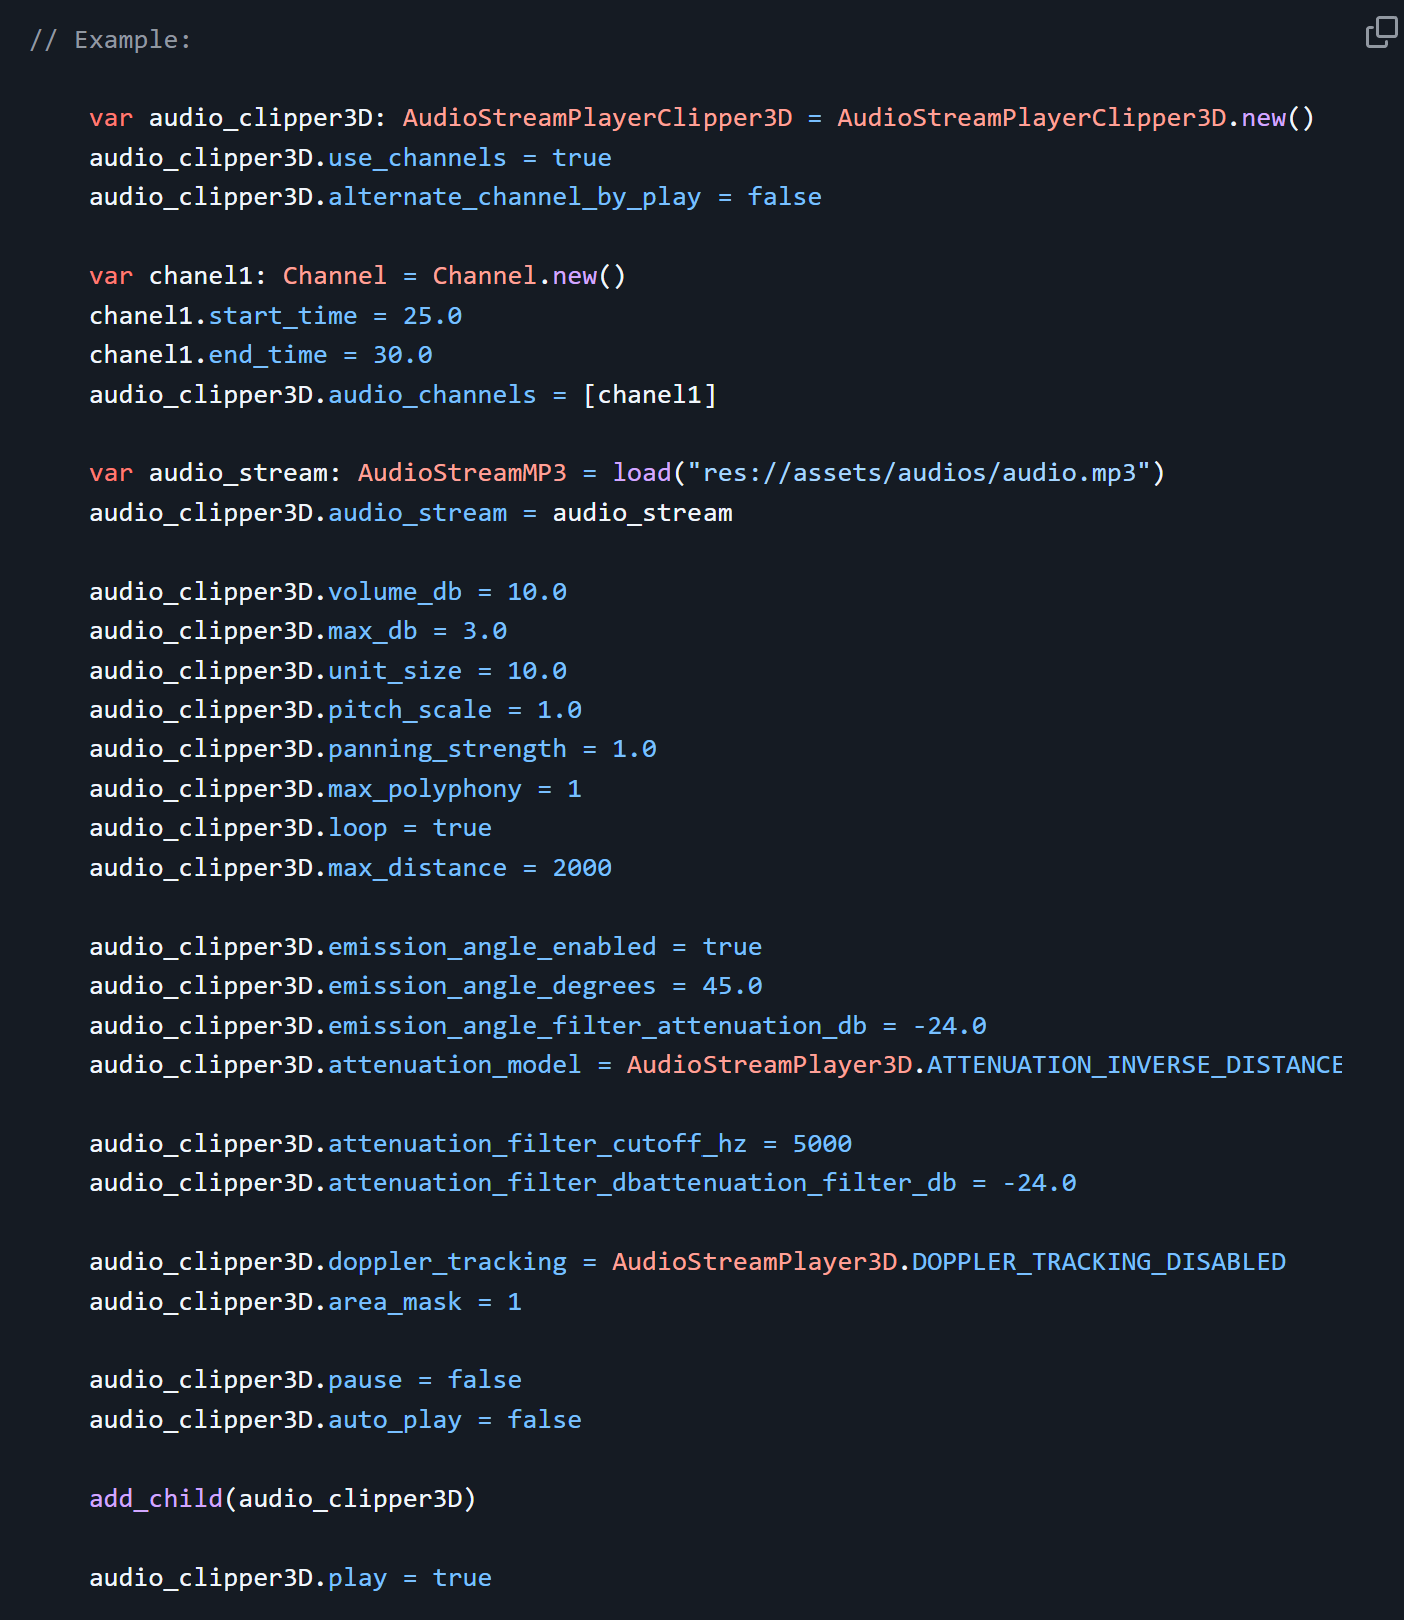 // Example:
var audio_clipper3D: AudioStreamPlayerClipper3D = AudioStreamPlayerClipper3D.new()
audio_clipper3D.use_channels = true
audio_clipper3D.alternate_channel_by_play = false
var chanel1: Channel = Channel.new()
chanel1.start_time = 25.0
chanel1.end_time = 30.0
audio_clipper3D.audio_channels = [chanel1]
var audio_stream: AudioStreamMP3 = load("res://assets/audios/audio.mp3")
audio_clipper3D.audio_stream = audio_stream
audio_clipper3D.volume_db = 10.0
audio_clipper3D.max_db = 3.0
audio_clipper3D.unit_size = 10.0
audio_clipper3D.pitch_scale = 1.0
audio_clipper3D.panning_strength = 1.0
audio_clipper3D.max_polyphony = 1
audio_clipper3D.loop = true
audio_clipper3D.max_distance = 2000
audio_clipper3D.emission_angle_enabled = true
audio_clipper3D.emission_angle_degrees = 45.0
audio_clipper3D.emission_angle_filter_attenuation_db = -24.0
audio_clipper3D.attenuation_model = AudioStreamPlayer3D.ATTENUATION_INVERSE_DISTANCE
audio_clipper3D.attenuation_filter_cutoff_hz = 5000
audio_clipper3D.attenuation_filter_dbattenuation_filter_db = -24.0
audio_clipper3D.doppler_tracking = AudioStreamPlayer3D.DOPPLER_TRACKING_DISABLED
audio_clipper3D.area_mask = 1
audio_clipper3D.pause = false
audio_clipper3D.auto_play = false
add_child(audio_clipper3D)
audio_clipper3D.play = true